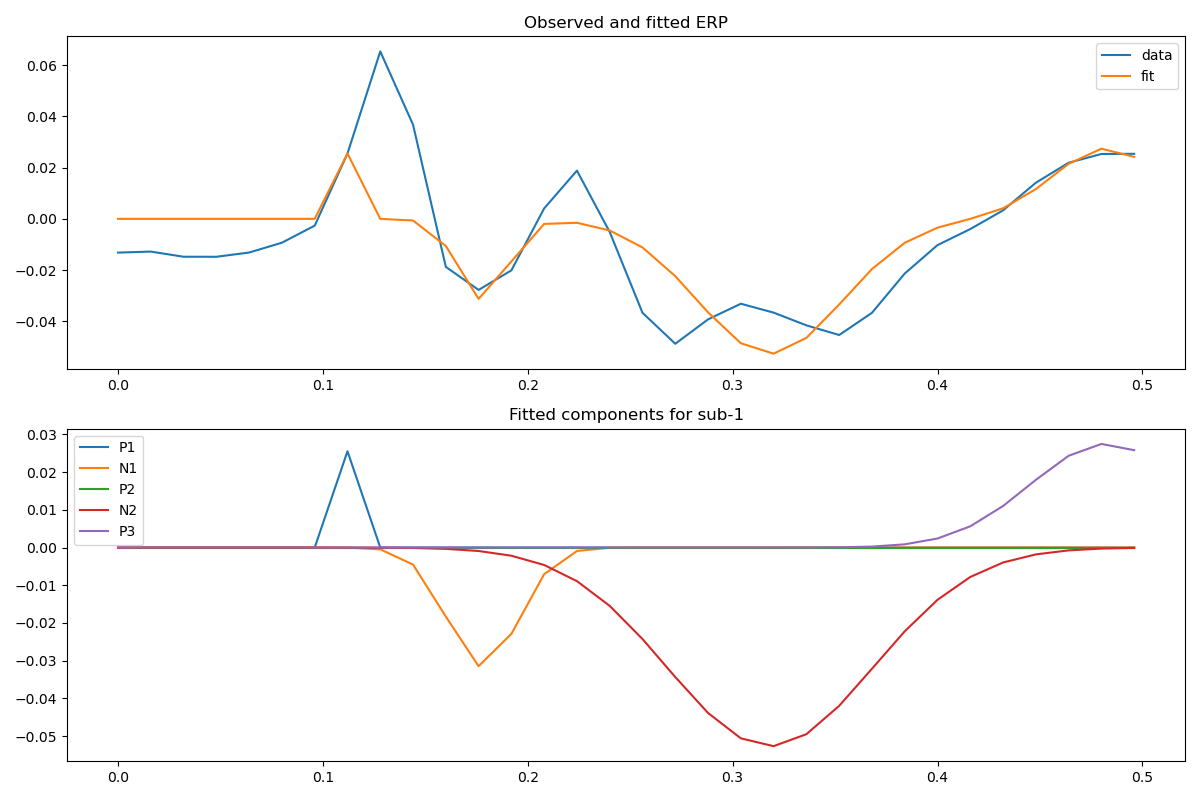 Observed and fitted ERP
data
fit
0.06
0.04
0.02
0.00
−0.02
−0.04
0.0 0.1 0.2 0.3 0.4 0.5
Fitted components for sub-1
P1
N1
P2
N2
P3
0.03
0.02
0.01
0.00
−0.01
−0.02
−0.03
−0.04
−0.05
0.0 0.1 0.2 0.3 0.4 0.5